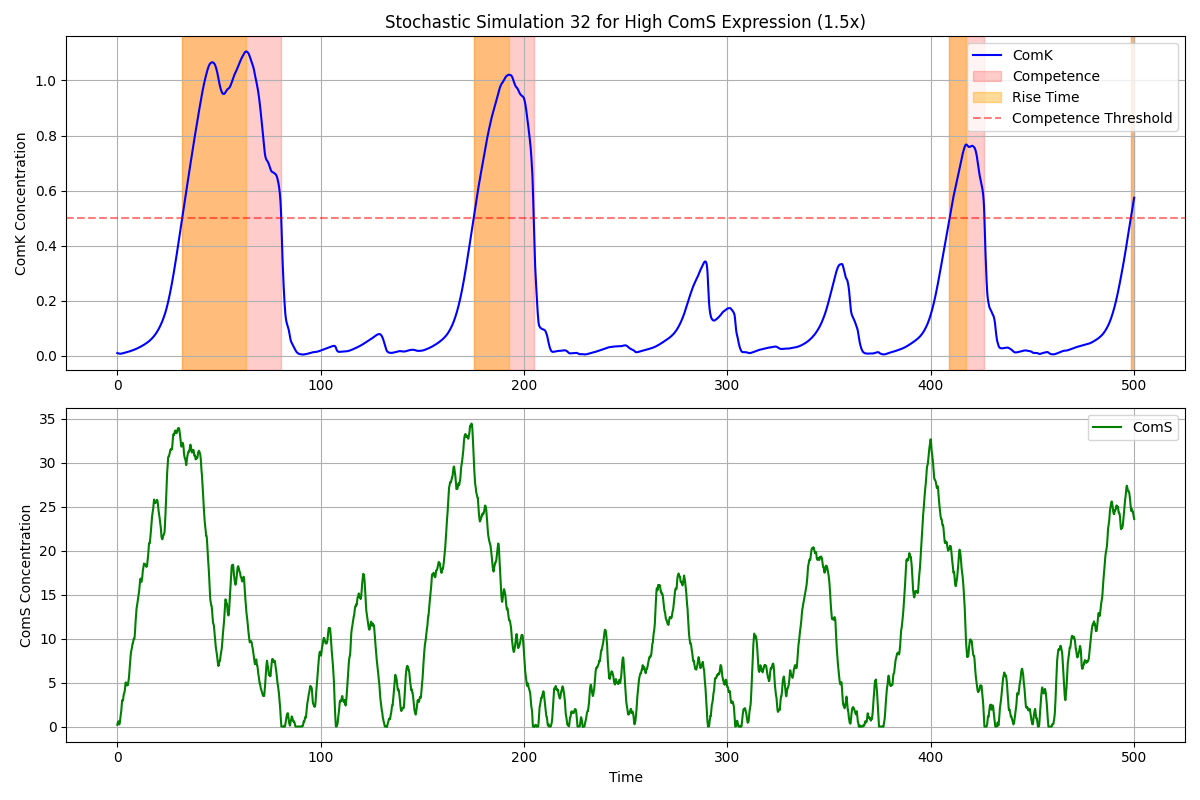 Stochastic Simulation 32 for High ComS Expression (1.5x)
ComK Concentration
1.0
0.8
0.6
0.4
0.2
0.0
ComK
Competence
Rise Time
Competence Threshold
0 100 200 300 400 500
ComS Concentration
35
30
25
20
15
10
5
0
ComS
0 100 200 300 400 500
Time